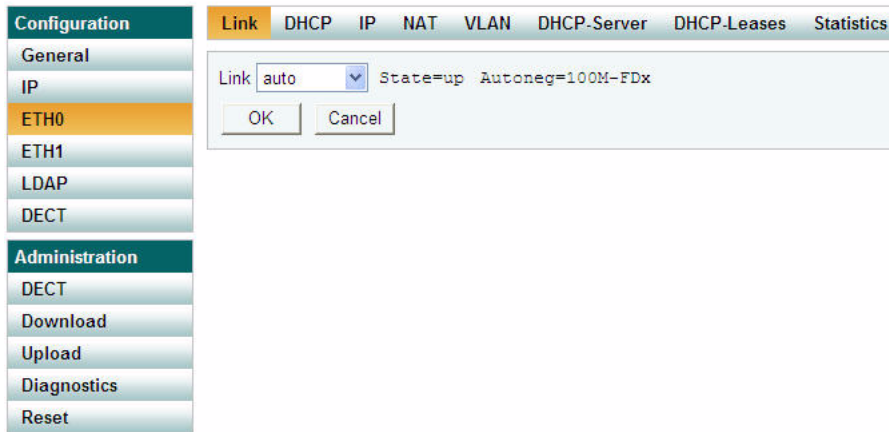 Configuration
General
IP
ETH0
ETH1
LDAP
DECT
Administration
DECT
Download
Upload
Diagnostics
Reset
Link DHCP IP NAT VLAN DHCP-Server DHCP-Leases Statistics
Link auto State=up Autoneg=100M-FDx
OK Cancel